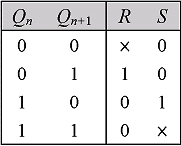 Qn Qn+1 R S
0 0 × 0
0 1 1 0
1 0 0 1
1 1 0 ×